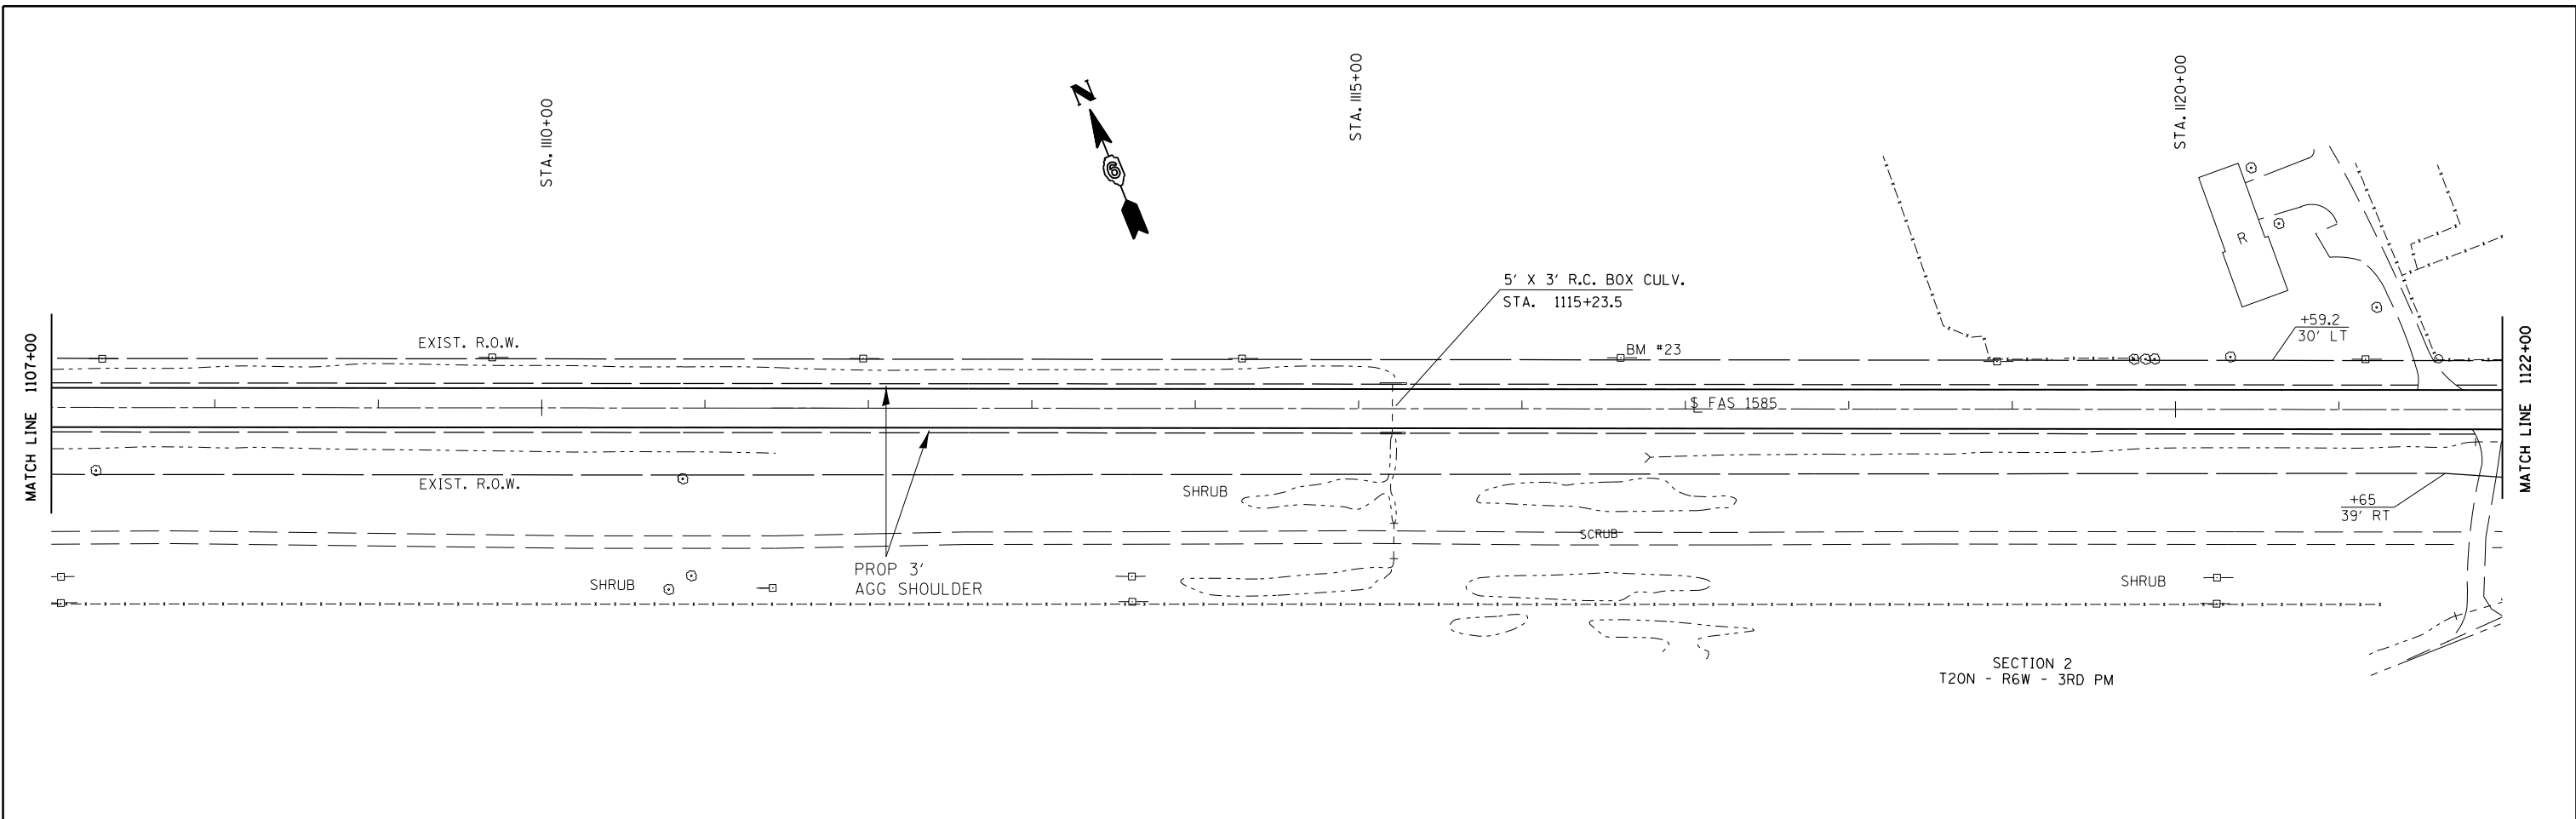 STA. 1110+00
N
6
STA. 1115+00
STA. 1120+00
R
5' X 3' R.C. BOX CULV.
STA. 1115+23.5
+59.2
30' LT
MATCH LINE 1107+00
EXIST. R.O.W.
BM #23
MATCH LINE 1122+00
FAS 1585
EXIST. R.O.W.
SHRUB
+65
39' RT
SCRUB
PROP 3'
AGG SHOULDER
SHRUB
SHRUB
SECTION 2
T20N - R6W - 3RD PM